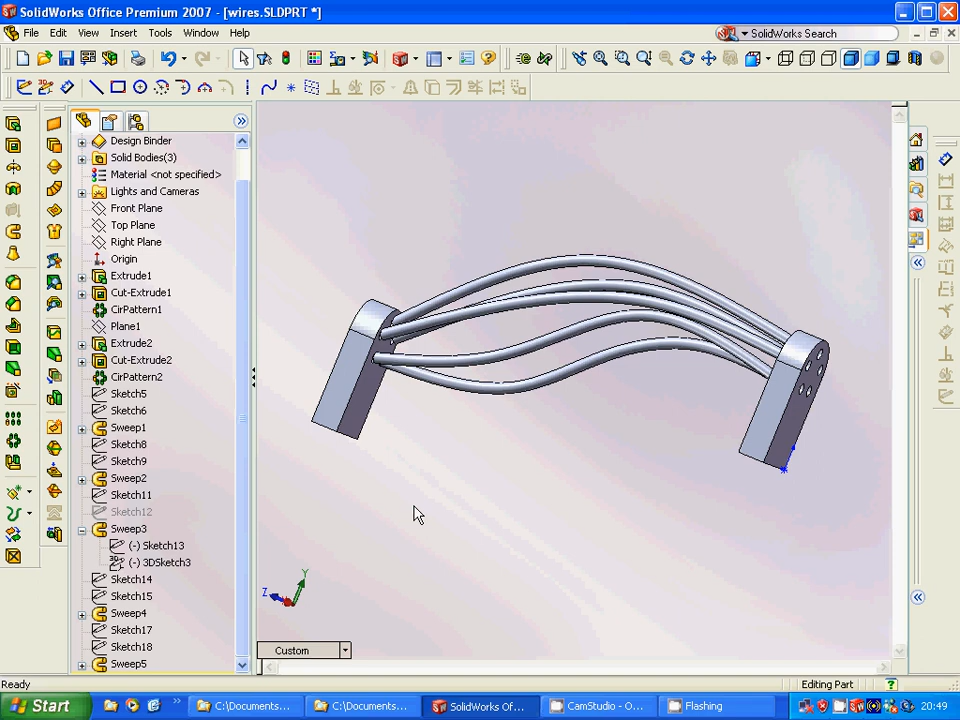 SolidWorks Office Premium 2007 - [wires.SLDPRT *]
File Edit View Insert Tools Window Help
SolidWorks Search
Design Binder
Solid Bodies(3)
Material <not specified>
Lights and Cameras
Front Plane
Top Plane
Right Plane
Origin
Extrude1
Cut-Extrude1
CirPattern1
Plane1
Extrude2
Cut-Extrude2
CirPattern2
Sketch5
Sketch6
Sweep1
Sketch8
Sketch9
Sweep2
Sketch11
Sketch12
Sweep3
(-) Sketch13
(-) 3DSketch3
Sketch14
Sketch15
Sweep4
Sketch17
Sketch18
Sweep5
Y
Z
Custom
Ready
Editing Part
Start
C:\Documents...
C:\Documents...
SolidWorks Of...
CamStudio - O...
Flashing
20:49